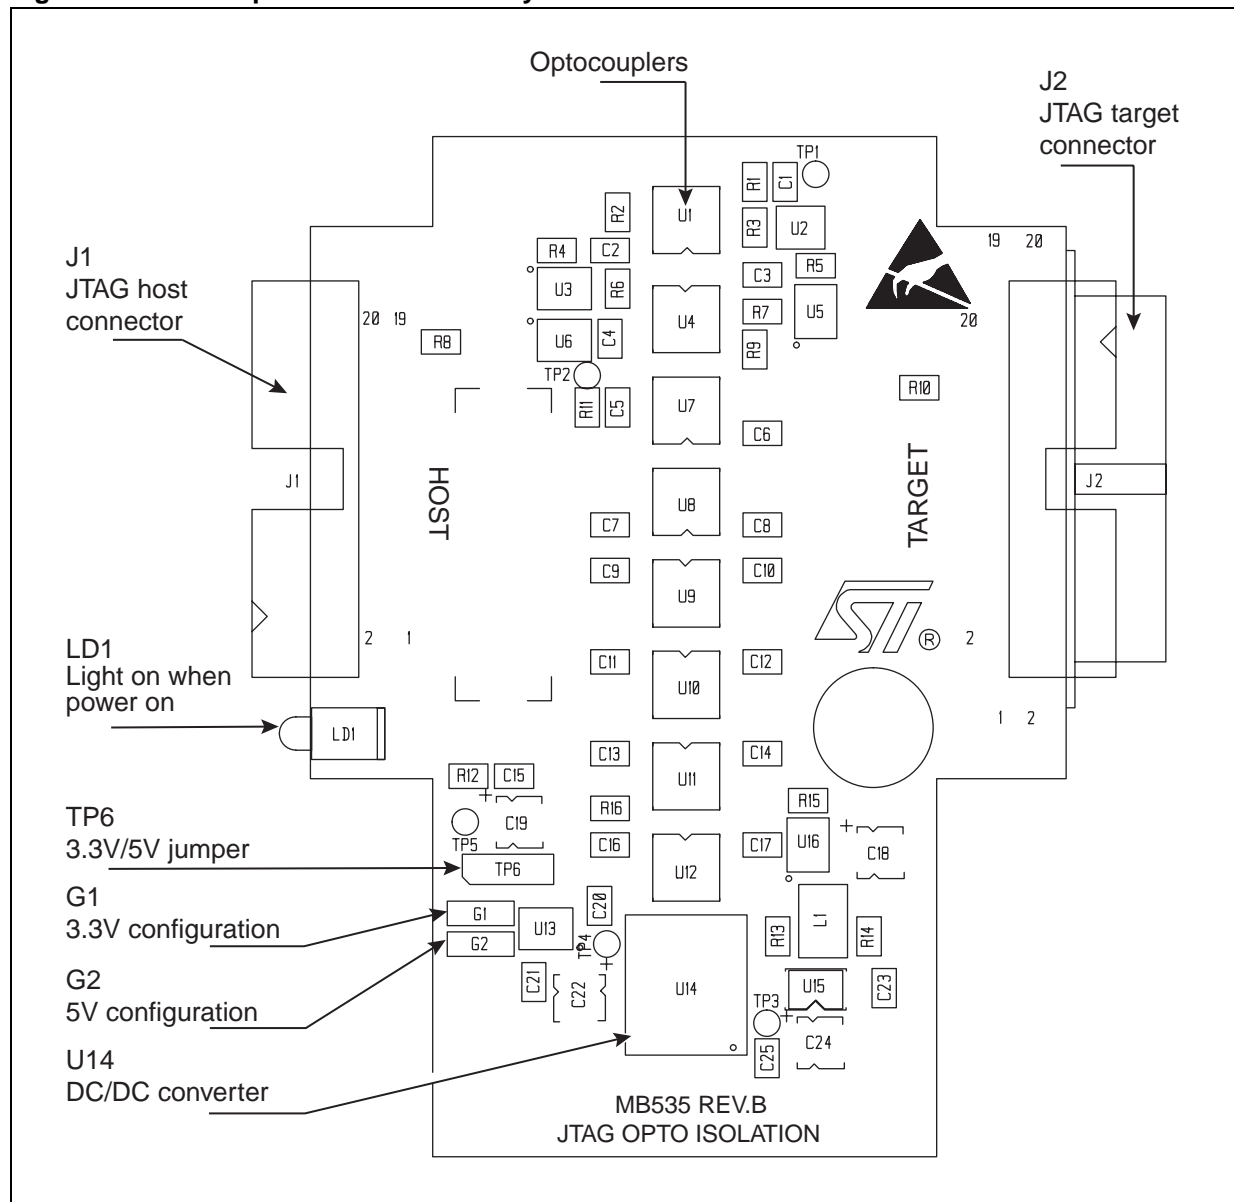 Optocouplers
J2
JTAG target
connector
J1
JTAG host
connector
LD1
Light on when
power on
TP6
3.3V/5V jumper
G1
3.3V configuration
G2
5V configuration
U14
DC/DC converter
TP1
R2
U1
R1
C1
R3
U2
R4
C2
19 20
C3
R5
U3
R6
U4
R7
U5
20 19
20
R8
U6
C4
R9
TP2
R10
R11
C5
U7
C6
HOST
TARGET
J1
J2
U8
C7
C8
C9
C10
U9
ST ®
2 1
2
C11
C12
U10
1 2
LD1
C13
C14
U11
R12
C15
R15
R16
C19
TP5
C16
C17
U16
C18
TP6
U12
G1
G2
U13
C20
TP4
L1
R13
R14
C21
C22
U14
U15
C23
TP3
C24
C25
MB535 REV.B
JTAG OPTO ISOLATION